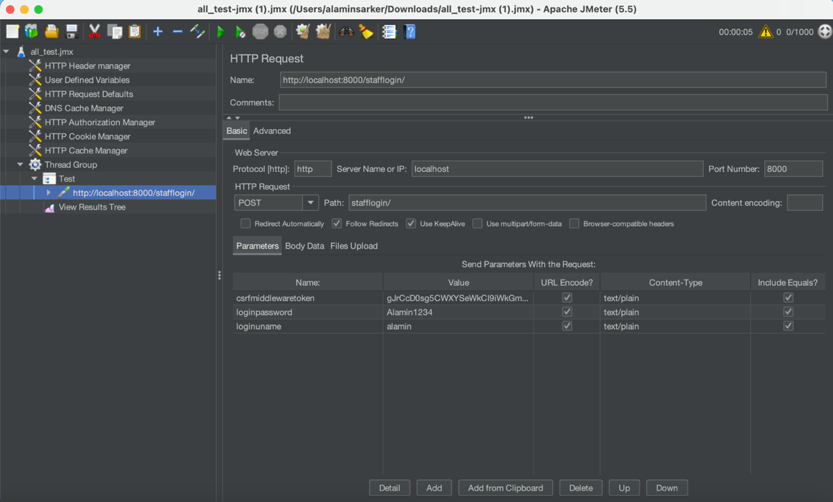 all_test-jmx (1).jmx (/Users/alaminsarker/Downloads/all_test-jmx (1).jmx) - Apache JMeter (5.5)
00:00:05 0 0/1000
all_test.jmx
HTTP Header manager
User Defined Variables
HTTP Request Defaults
DNS Cache Manager
HTTP Authorization Manager
HTTP Cookie Manager
HTTP Cache Manager
Thread Group
Test
http://localhost:8000/stafflogin/
View Results Tree
HTTP Request
Name: http://localhost:8000/stafflogin/
Comments:
Basic Advanced
Web Server
Protocol [http]: http Server Name or IP: localhost Port Number: 8000
HTTP Request
POST Path: stafflogin/ Content encoding:
Redirect Automatically Follow Redirects Use KeepAlive Use multipart/form-data Browser-compatible headers
Parameters Body Data Files Upload
Send Parameters With the Request:
Name: Value URL Encode? Content-Type Include Equals?
csrfmiddlewaretoken gJrCcD0sg5CWXYSeWkCl9iWkGm... text/plain
loginpassword Alamin1234 text/plain
loginuname alamin text/plain
Detail Add Add from Clipboard Delete Up Down